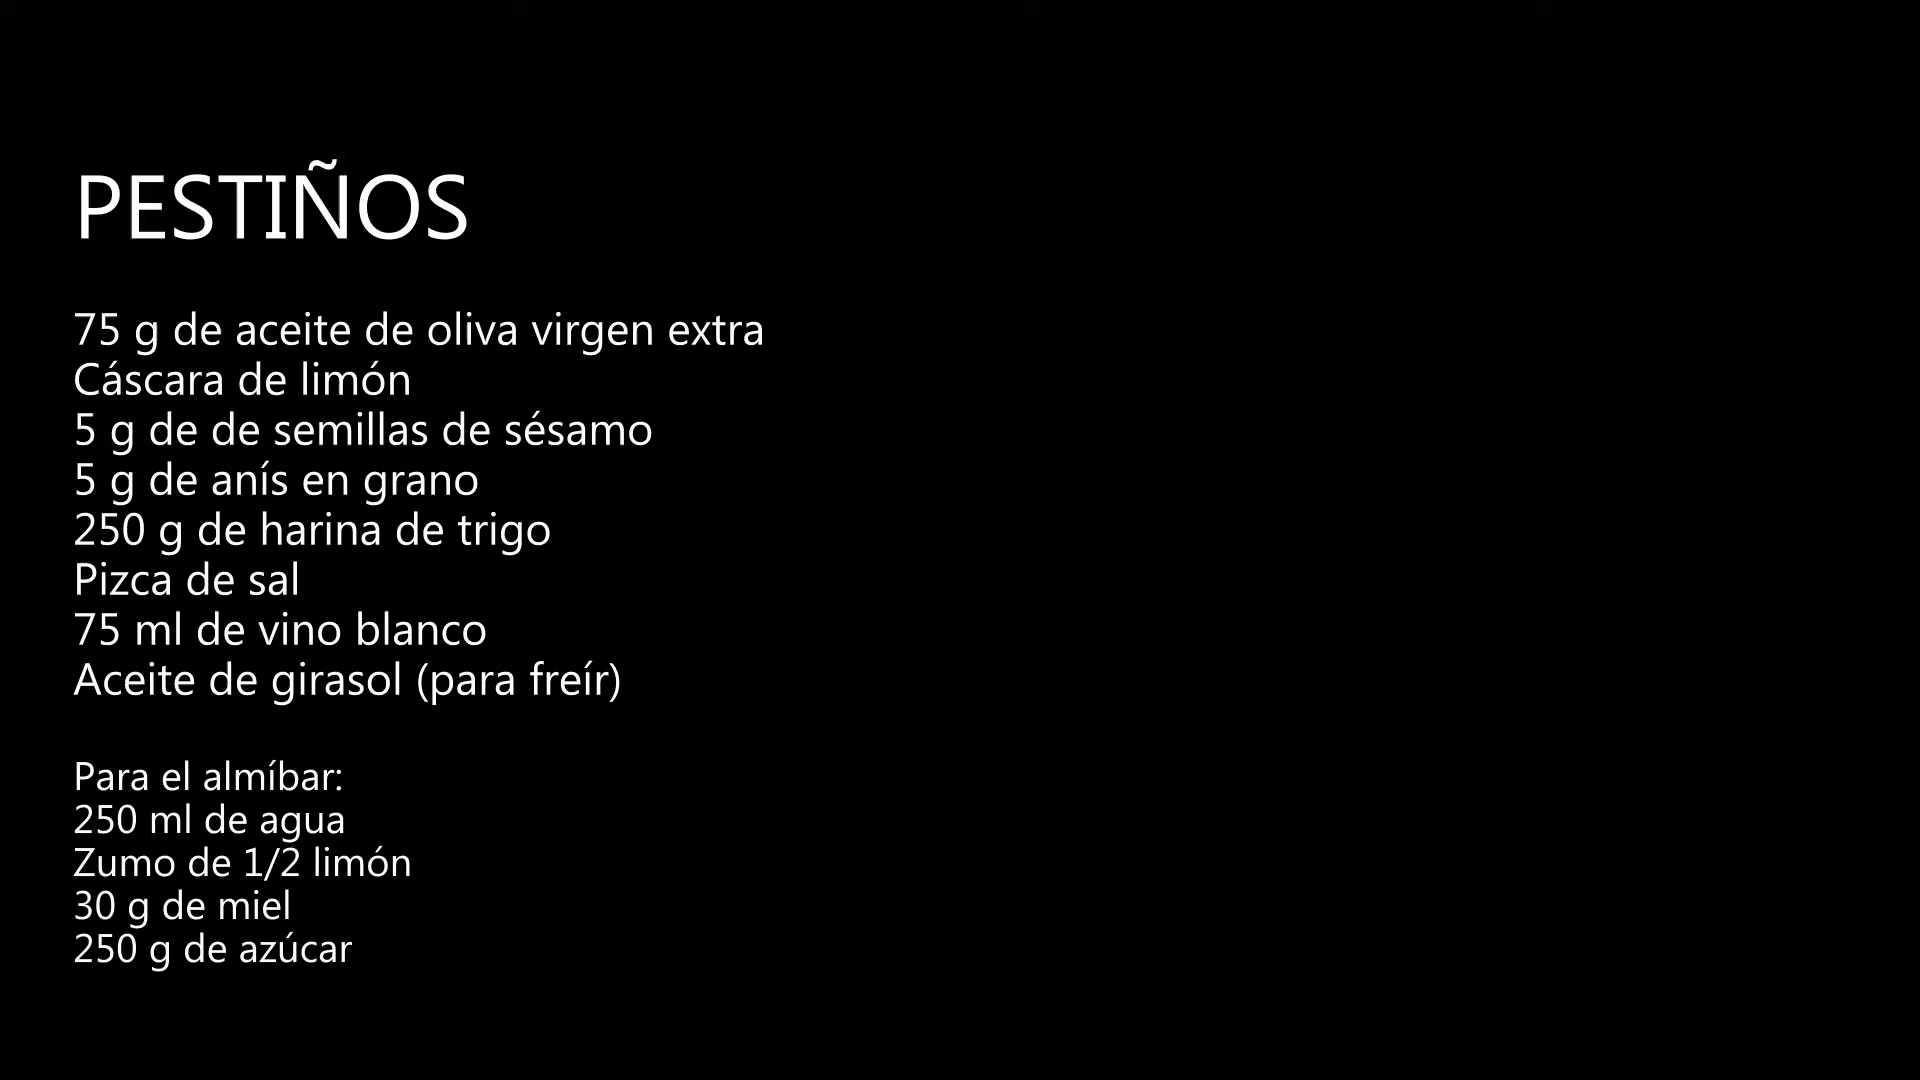 PESTIÑOS
75 g de aceite de oliva virgen extra
Cáscara de limón
5 g de de semillas de sésamo
5 g de anís en grano
250 g de harina de trigo
Pizca de sal
75 ml de vino blanco
Aceite de girasol (para freír)
Para el almíbar:
250 ml de agua
Zumo de 1/2 limón
30 g de miel
250 g de azúcar